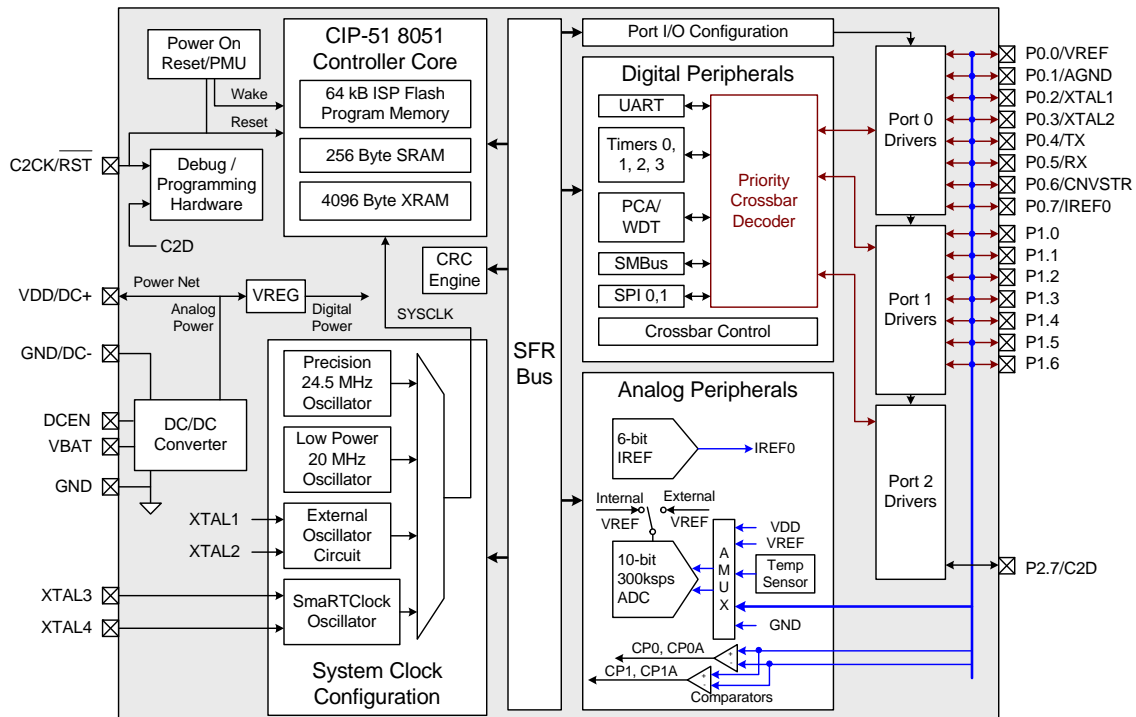 Power On
Reset/PMU
Wake
Reset
C2CK/RST
Debug /
Programming
Hardware
C2D
CIP-51 8051
Controller Core
64 kB ISP Flash
Program Memory
256 Byte SRAM
4096 Byte XRAM
CRC
Engine
VDD/DC+
Power Net
Analog
Power
VREG
Digital
Power
SYSCLK
GND/DC-
DCEN
VBAT
GND
DC/DC
Converter
XTAL1
XTAL2
XTAL3
XTAL4
Precision
24.5 MHz
Oscillator
Low Power
20 MHz
Oscillator
External
Oscillator
Circuit
SmaRTClock
Oscillator
System Clock
Configuration
SFR
Bus
Port I/O Configuration
Digital Peripherals
UART
Timers 0,
1, 2, 3
PCA/
WDT
SMBus
SPI 0,1
Priority
Crossbar
Decoder
Crossbar Control
Analog Peripherals
6-bit
IREF
IREF0
Internal
VREF
External
VREF
10-bit
300ksps
ADC
A
M
U
X
VDD
VREF
Temp
Sensor
GND
CP0, CP0A
CP1, CP1A
+
-
+
-
Comparators
Port 0
Drivers
Port 1
Drivers
Port 2
Drivers
P0.0/VREF
P0.1/AGND
P0.2/XTAL1
P0.3/XTAL2
P0.4/TX
P0.5/RX
P0.6/CNVSTR
P0.7/IREF0
P1.0
P1.1
P1.2
P1.3
P1.4
P1.5
P1.6
P2.7/C2D